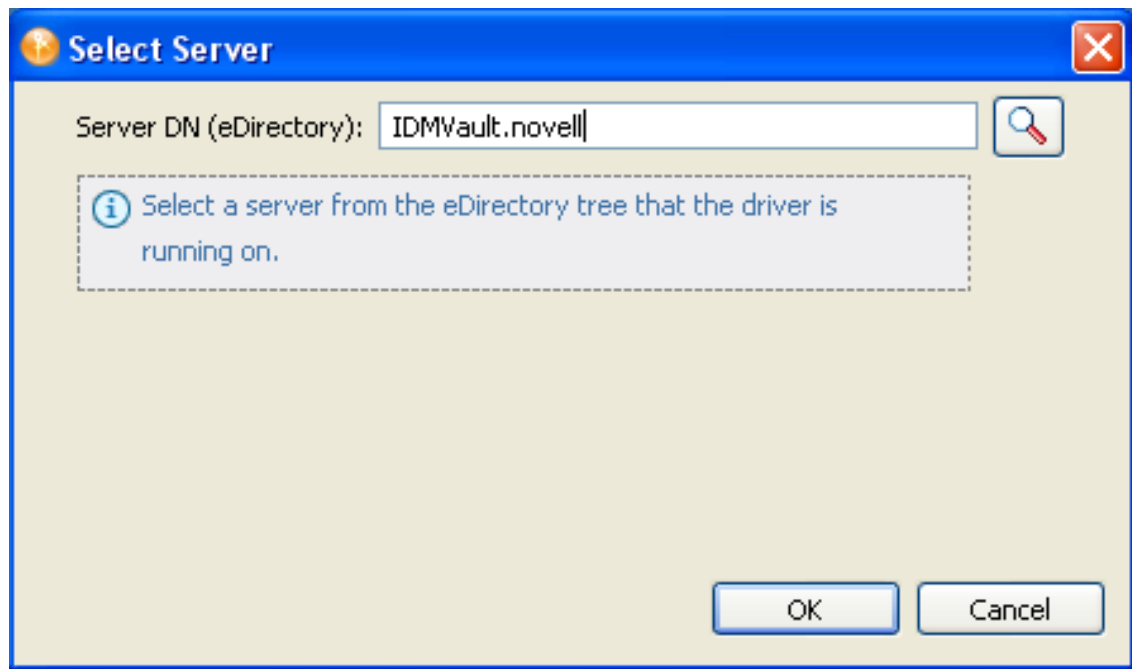 Select Server
Server DN (eDirectory): IDMVault.novell
Select a server from the eDirectory tree that the driver is
running on.
OK Cancel